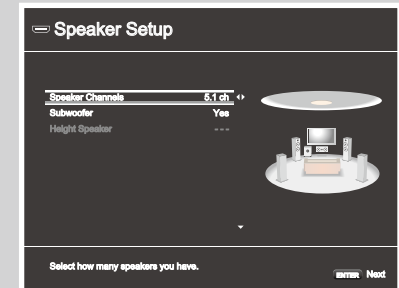 Speaker Setup
Speaker Channels 5.1 ch
Subwoofer Yes
Height Speaker ---
Select how many speakers you have.
ENTER Next